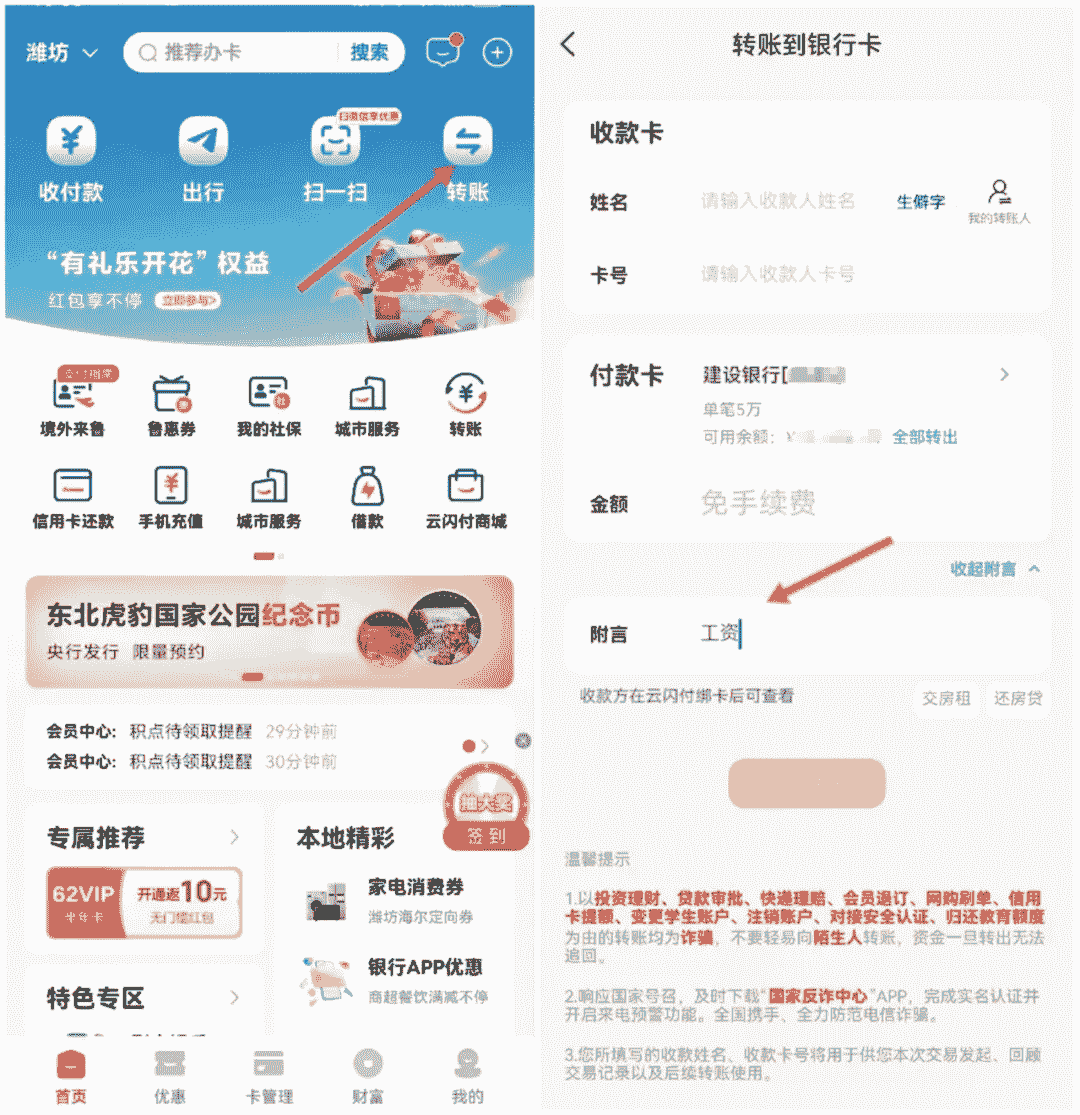 潍坊
推荐办卡
搜索
扫微信享优惠
收付款
出行
扫一扫
转账
“有礼乐开花”权益
红包享不停
立即参与>
境外来鲁
鲁惠券
我的社保
城市服务
转账
信用卡还款
手机充值
城市服务
借款
云闪付商城
东北虎豹国家公园纪念币
央行发行 限量预约
会员中心: 积点待领取提醒 29分钟前
会员中心: 积点待领取提醒 30分钟前
抽大奖
签到
专属推荐
62VIP
半年卡
开通返10元
无门槛红包
特色专区
本地精彩
家电消费券
潍坊海尔定向券
银行APP优惠
商超餐饮满减不停
首页
优惠
卡管理
财富
我的
转账到银行卡
收款卡
姓名
请输入收款人姓名
生僻字
我的转账人
卡号
请输入收款人卡号
付款卡
建设银行[
单笔5万
可用余额: ¥
全部转出
金额
免手续费
收起附言
附言
工资
收款方在云闪付绑卡后可查看
交房租
还房贷
温馨提示
1.以投资理财、贷款审批、快递理赔、会员退订、网购刷单、信用
卡提额、变更学生账户、注销账户、对接安全认证、归还教育额度
为由的转账均为诈骗，不要轻易向陌生人转账，资金一旦转出无法
追回。
2.响应国家号召，及时下载“国家反诈中心”APP，完成实名认证并
开启来电预警功能。全国携手、全力防范电信诈骗。
3.您所填写的收款姓名、收款卡号将用于供您本次交易发起、回顾
交易记录以及后续转账使用。